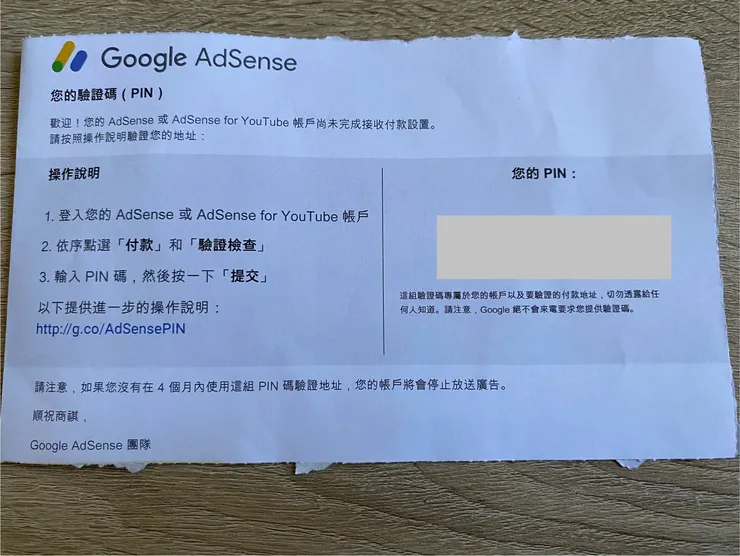 Google AdSense
您的驗證碼 ( PIN )
歡迎！您的 AdSense 或 AdSense for YouTube 帳戶尚未完成接收付款設置。
請按照操作說明驗證您的地址：
操作說明
1. 登入您的 AdSense 或 AdSense for YouTube 帳戶
2. 依序點選「付款」和「驗證檢查」
3. 輸入 PIN 碼，然後按一下「提交」
以下提供進一步的操作說明：
http://g.co/AdSensePIN
您的 PIN：
這組驗證碼專屬於您的帳戶以及要驗證的付款地址，切勿透露給任
何人知道。請注意，Google 絕不會來電要求您提供驗證碼。
請注意，如果您沒有在 4 個月內使用這組 PIN 碼驗證地址，您的帳戶將會停止放送廣告。
順祝商祺，
Google AdSense 團隊